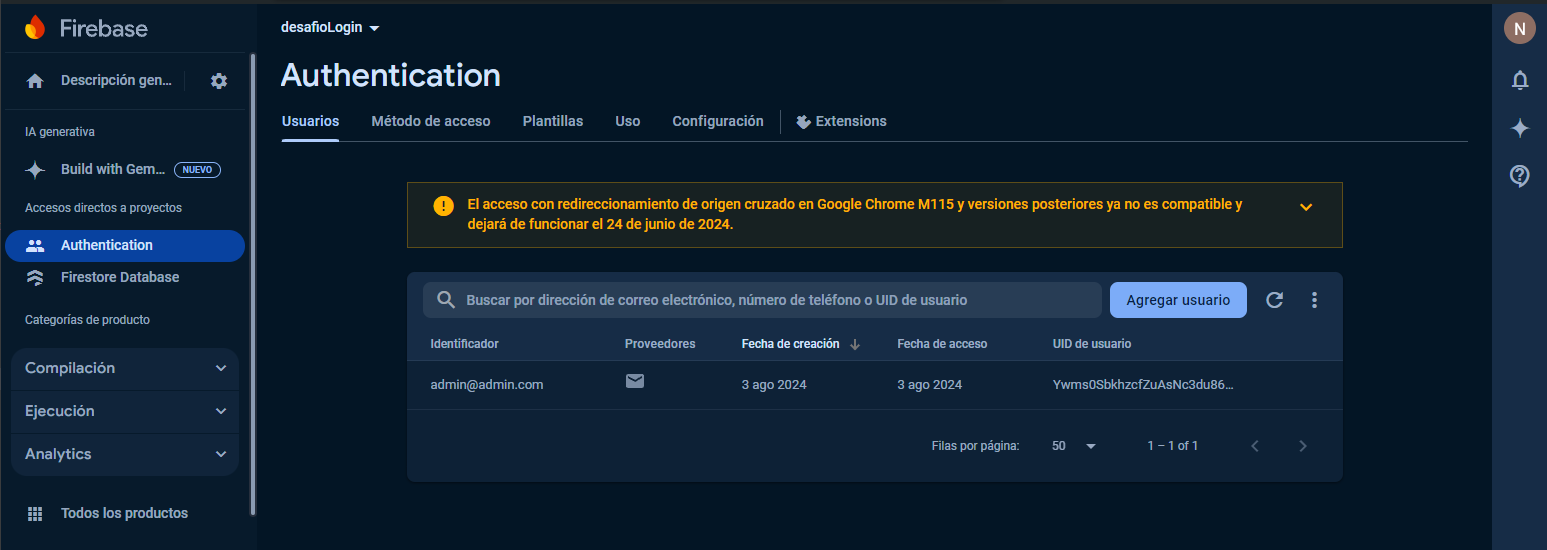 Firebase
desafioLogin
N
Descripción gen...
Authentication
IA generativa
Usuarios Método de acceso Plantillas Uso Configuración Extensions
Build with Gem... NUEVO
Accesos directos a proyectos
Authentication
Firestore Database
Categorías de producto
Compilación
Ejecución
Analytics
Todos los productos
El acceso con redireccionamiento de origen cruzado en Google Chrome M115 y versiones posteriores ya no es compatible y
dejará de funcionar el 24 de junio de 2024.
Buscar por dirección de correo electrónico, número de teléfono o UID de usuario Agregar usuario
Identificador Proveedores Fecha de creación Fecha de acceso UID de usuario
admin@admin.com 3 ago 2024 3 ago 2024 Ywms0SbkhzcfZuAsNc3du86...
Filas por página: 50 1 – 1 of 1